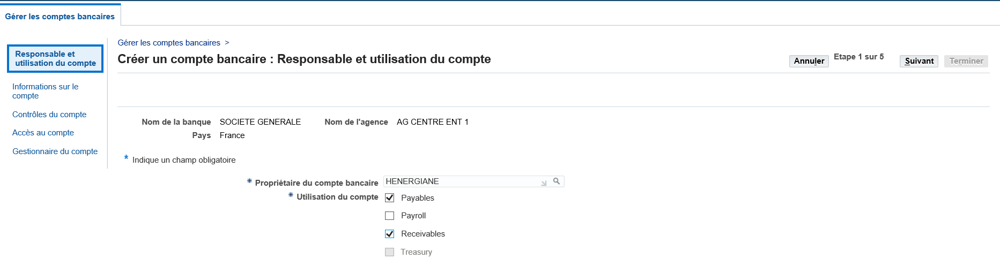 Gérer les comptes bancaires
Responsable et
utilisation du compte
Informations sur le
compte
Contrôles du compte
Accès au compte
Gestionnaire du compte
Gérer les comptes bancaires >
Créer un compte bancaire : Responsable et utilisation du compte
Annuler Etape 1 sur 5 Suivant Terminer
Nom de la banque SOCIETE GENERALE Nom de l'agence AG CENTRE ENT 1
Pays France
* Indique un champ obligatoire
* Propriétaire du compte bancaire HENERGIANE
* Utilisation du compte Payables
Payroll
Receivables
Treasury